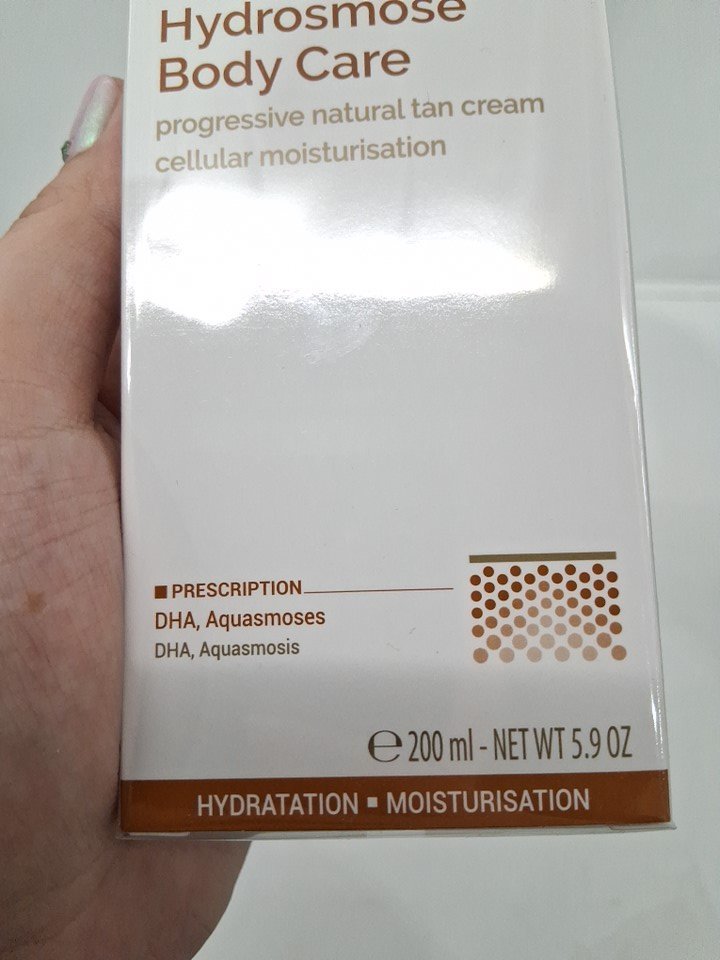 Hydrosmose
Body Care
progressive natural tan cream
cellular moisturisation
PRESCRIPTION
DHA, Aquasmoses
DHA, Aquasmosis
℮ 200 ml - NET WT 5.9 OZ
HYDRATATION ▪ MOISTURISATION